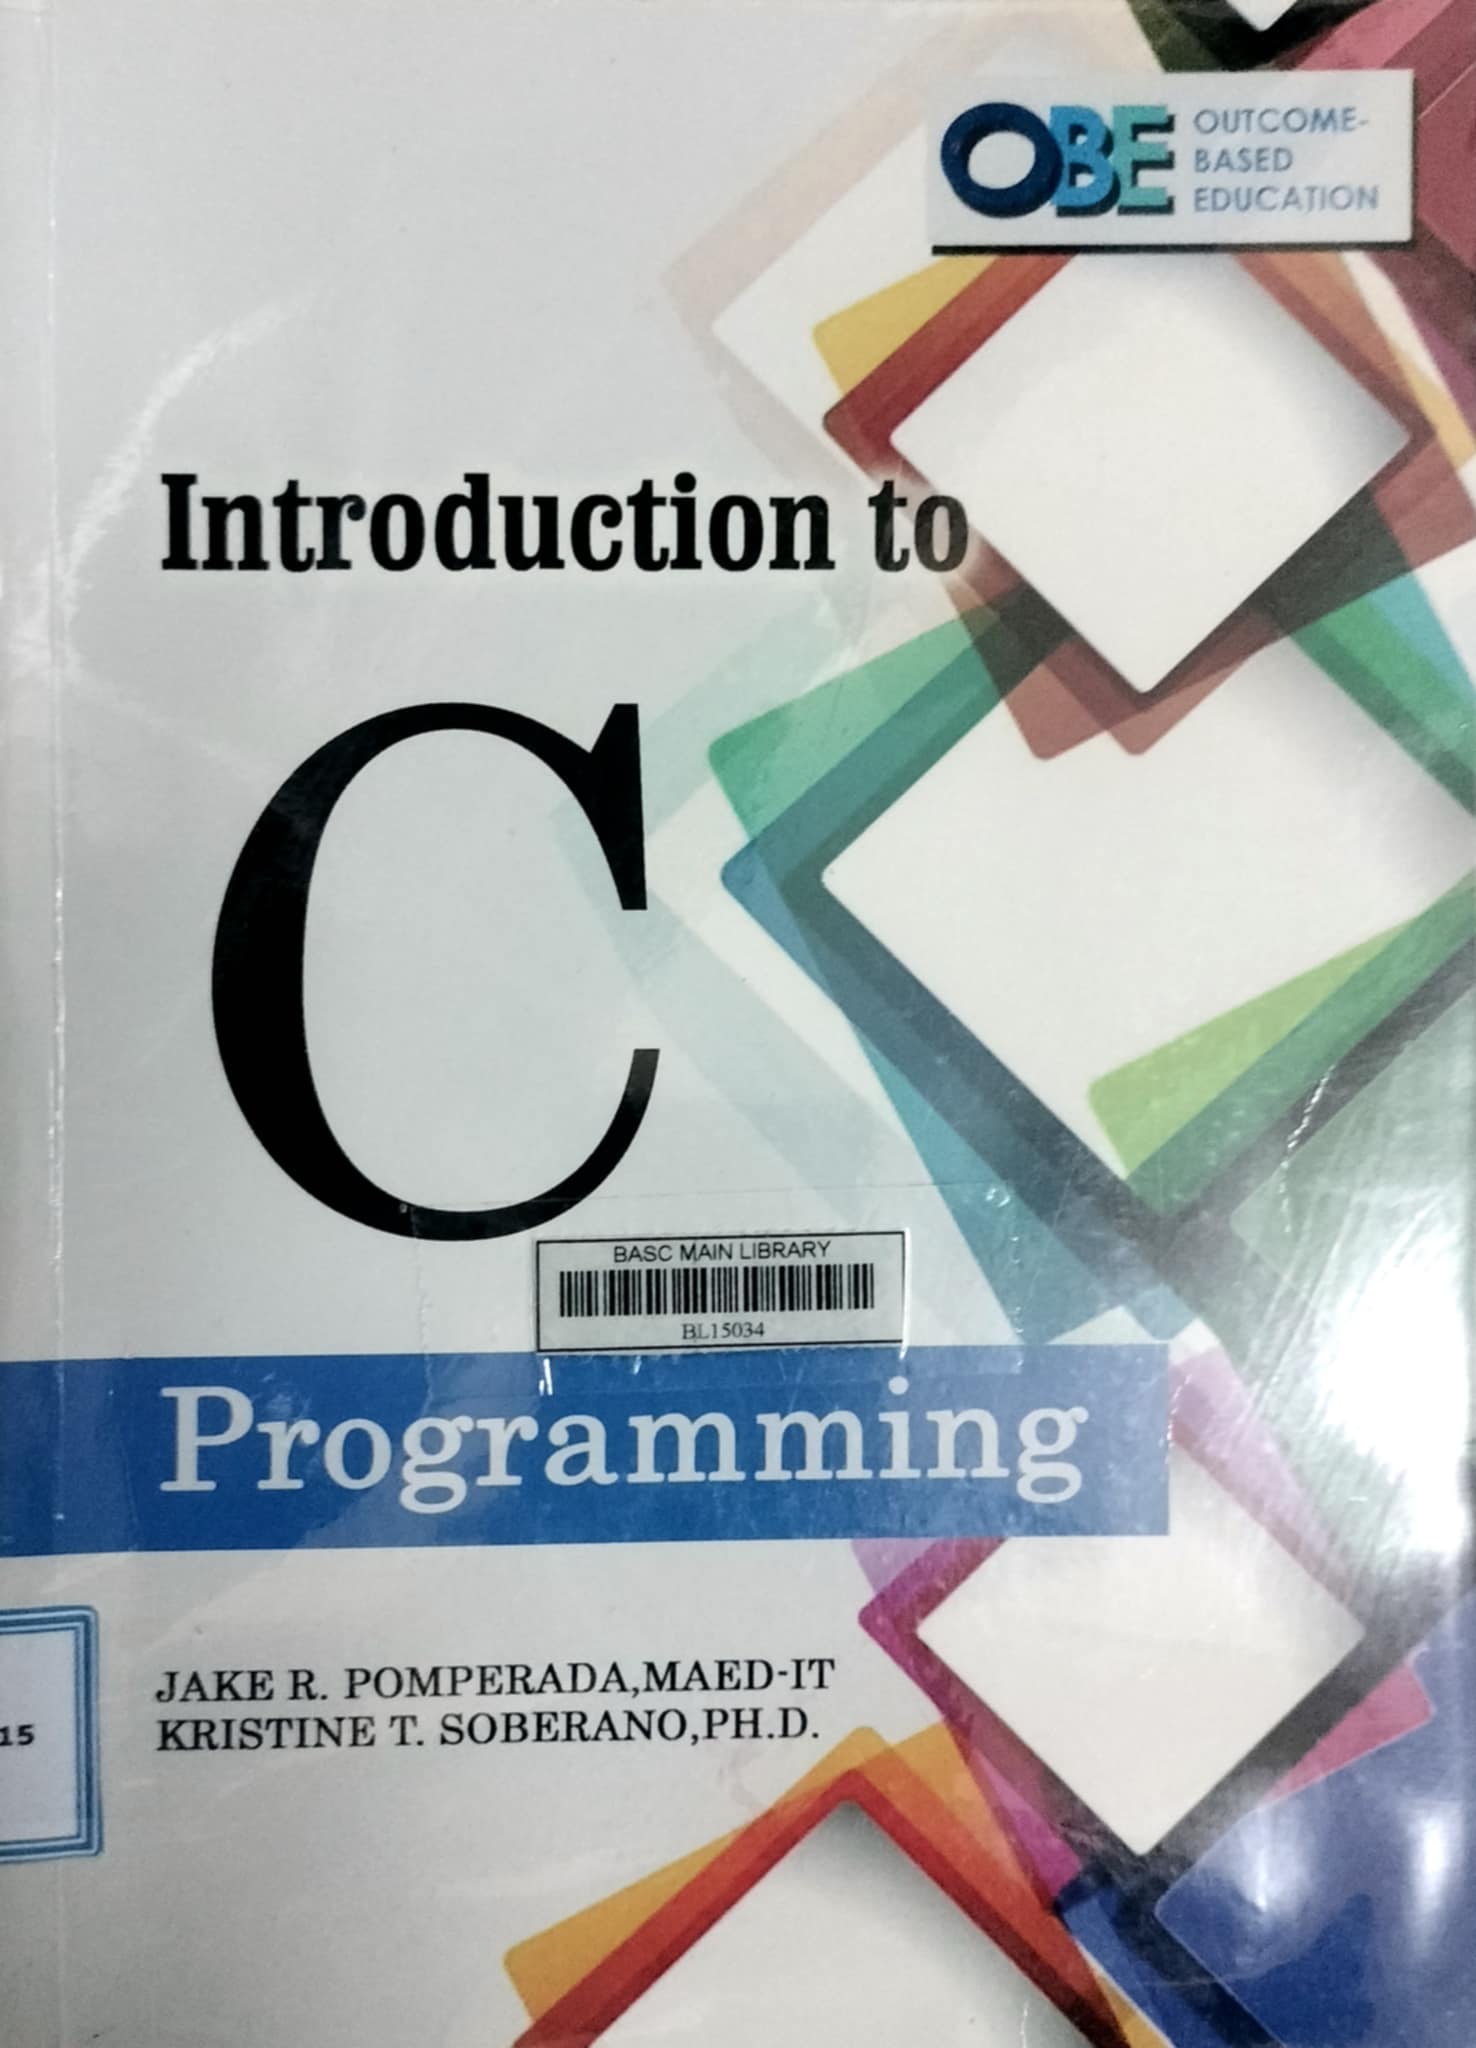 OBE OUTCOME-
BASED
EDUCATION
Introduction to
C
BASC MAIN LIBRARY
BL15034
Programming
JAKE R. POMPERADA,MAED-IT
KRISTINE T. SOBERANO,PH.D.
15